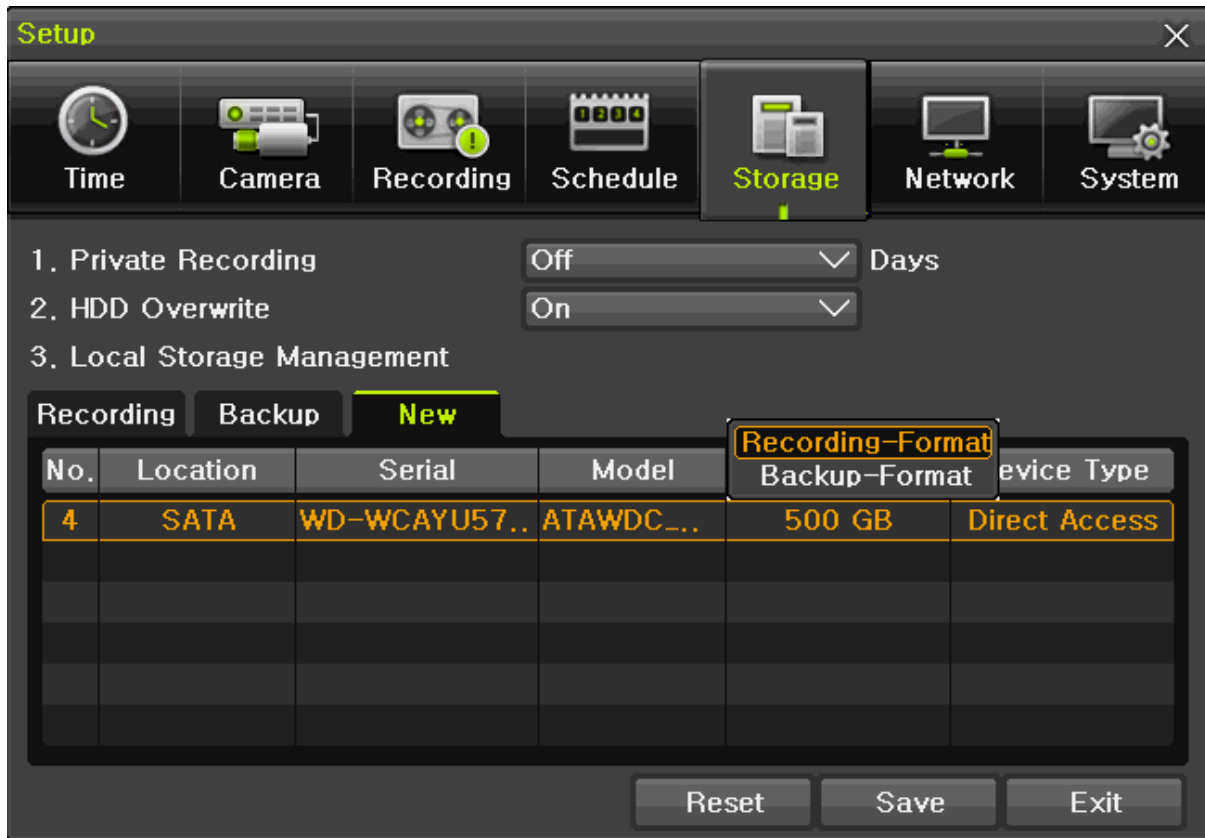 Setup
Time Camera Recording Schedule Storage Network System
1. Private Recording Off Days
2. HDD Overwrite On
3. Local Storage Management
Recording Backup New
Recording-Format
Backup-Format
No. Location Serial Model evice Type
4 SATA WD-WCAYU57.. ATAWDC_.. 500 GB Direct Access
Reset Save Exit